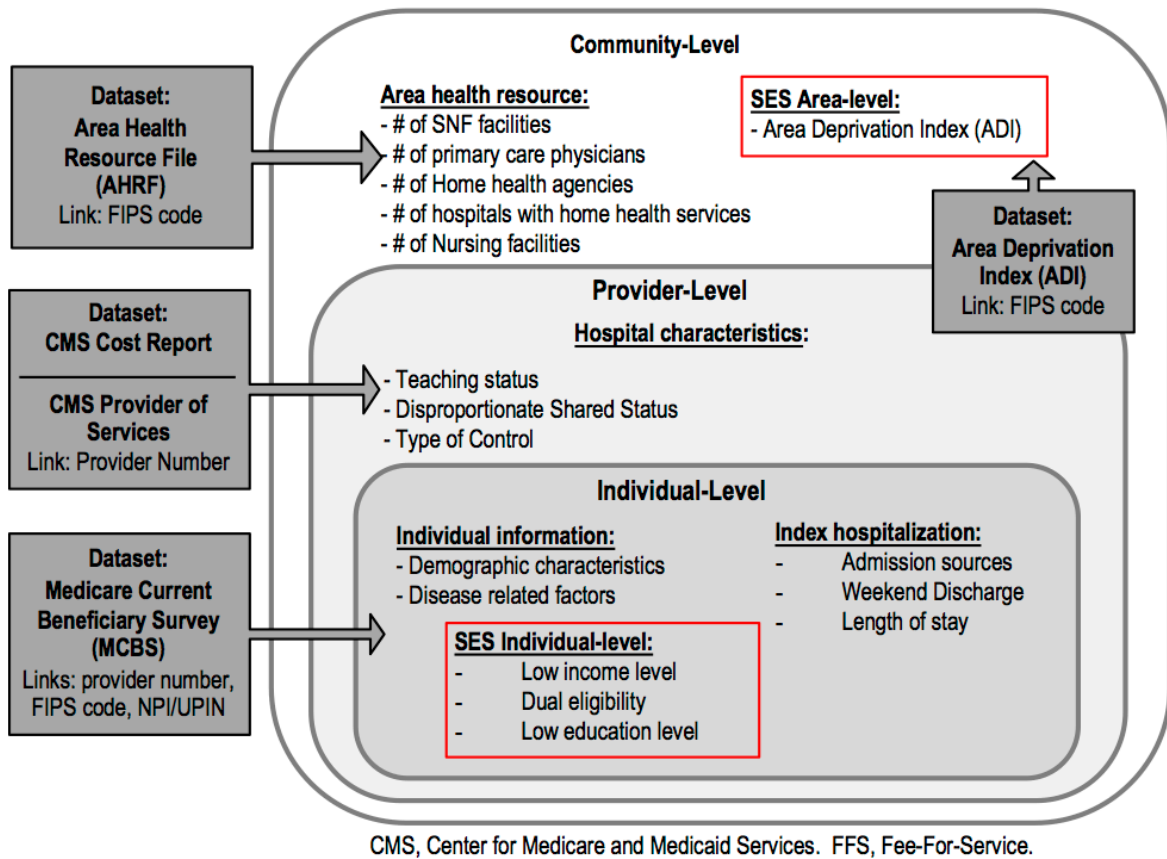 Community-Level
Dataset:
Area Health
Resource File
(AHRF)
Link: FIPS code
Area health resource:
- # of SNF facilities
- # of primary care physicians
- # of Home health agencies
- # of hospitals with home health services
- # of Nursing facilities
SES Area-level:
- Area Deprivation Index (ADI)
Dataset:
Area Deprivation
Index (ADI)
Link: FIPS code
Provider-Level
Dataset:
CMS Cost Report
CMS Provider of
Services
Link: Provider Number
Hospital characteristics:
- Teaching status
- Disproportionate Shared Status
- Type of Control
Individual-Level
Dataset:
Medicare Current
Beneficiary Survey
(MCBS)
Links: provider number,
FIPS code, NPI/UPIN
Individual information:
- Demographic characteristics
- Disease related factors
SES Individual-level:
- Low income level
- Dual eligibility
- Low education level
Index hospitalization:
- Admission sources
- Weekend Discharge
- Length of stay
CMS, Center for Medicare and Medicaid Services. FFS, Fee-For-Service.